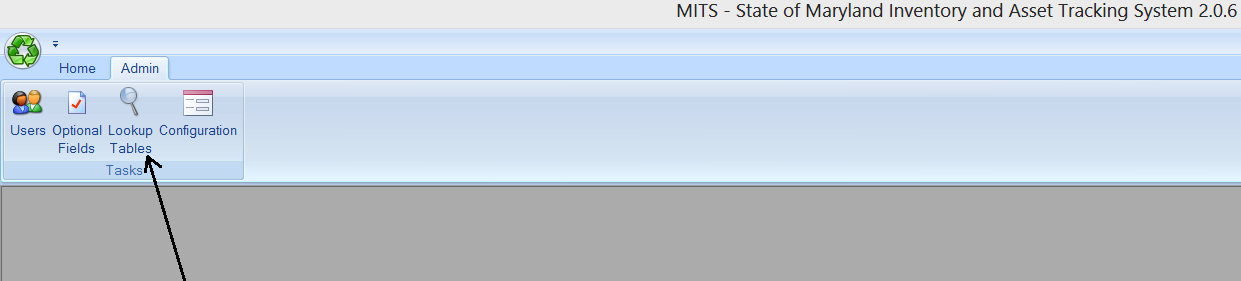 MITS - State of Maryland Inventory and Asset Tracking System 2.0.6
Home Admin
Users Optional Lookup Configuration
Fields Tables
Tasks